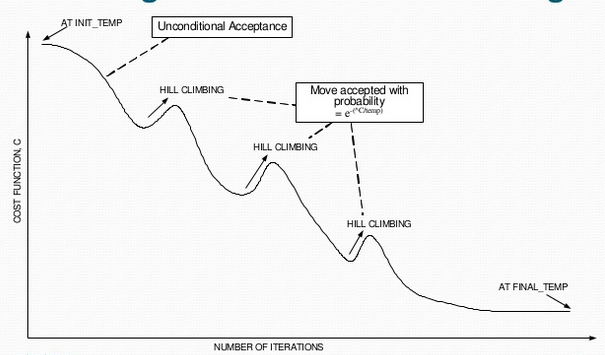 AT INIT_TEMP
Unconditional Acceptance
HILL CLIMBING
Move accepted with
probability
= e-(^C/temp)
HILL CLIMBING
HILL CLIMBING
COST FUNCTION, C
AT FINAL_TEMP
NUMBER OF ITERATIONS